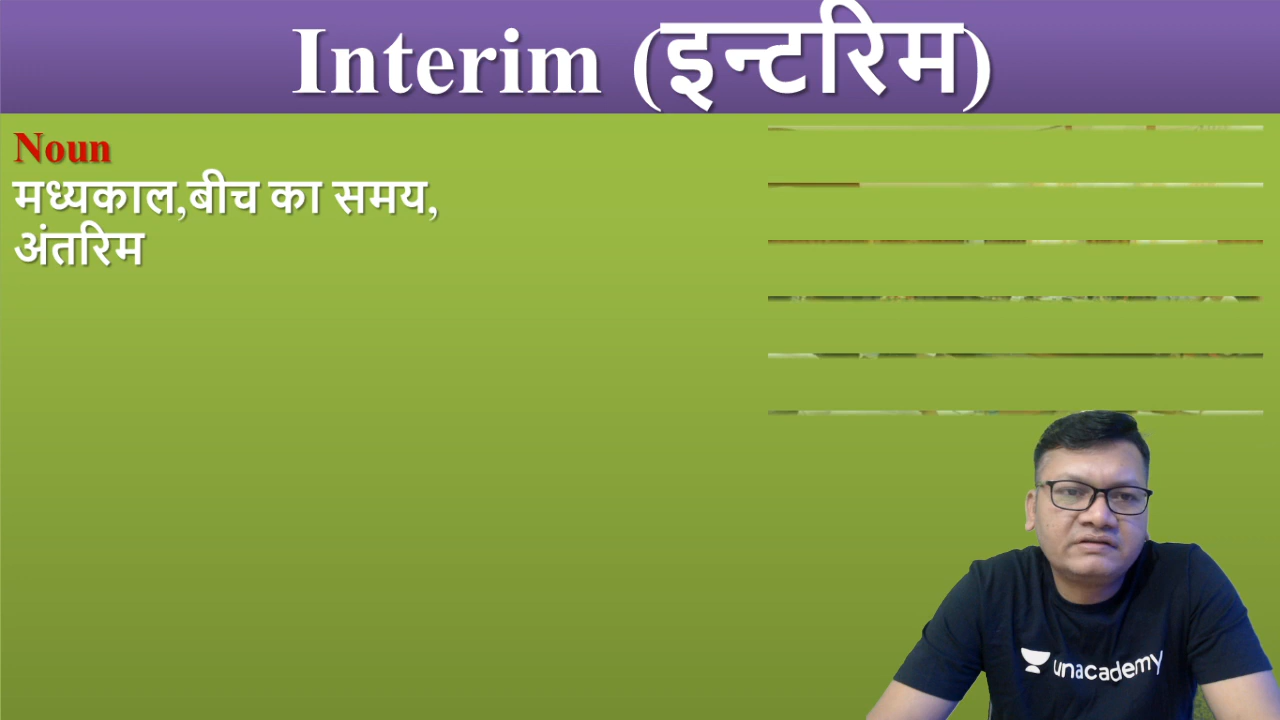 Interim (इन्टरिम)
Noun
मध्यकाल,बीच का समय,
अंतरिम
unacademy